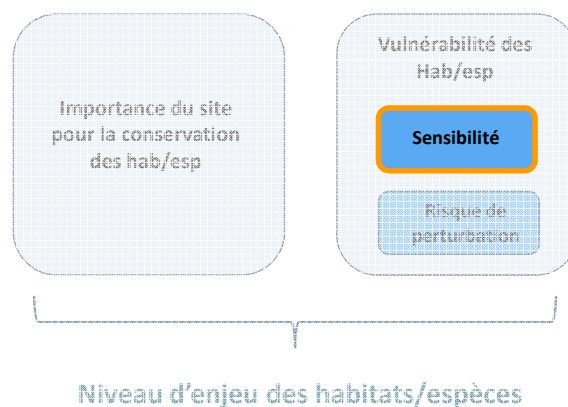 Importance du site
pour la conservation
des hab/esp
Vulnérabilité des
Hab/esp
Sensibilité
Risque de
perturbation
Niveau d'enjeu des habitats/espèces